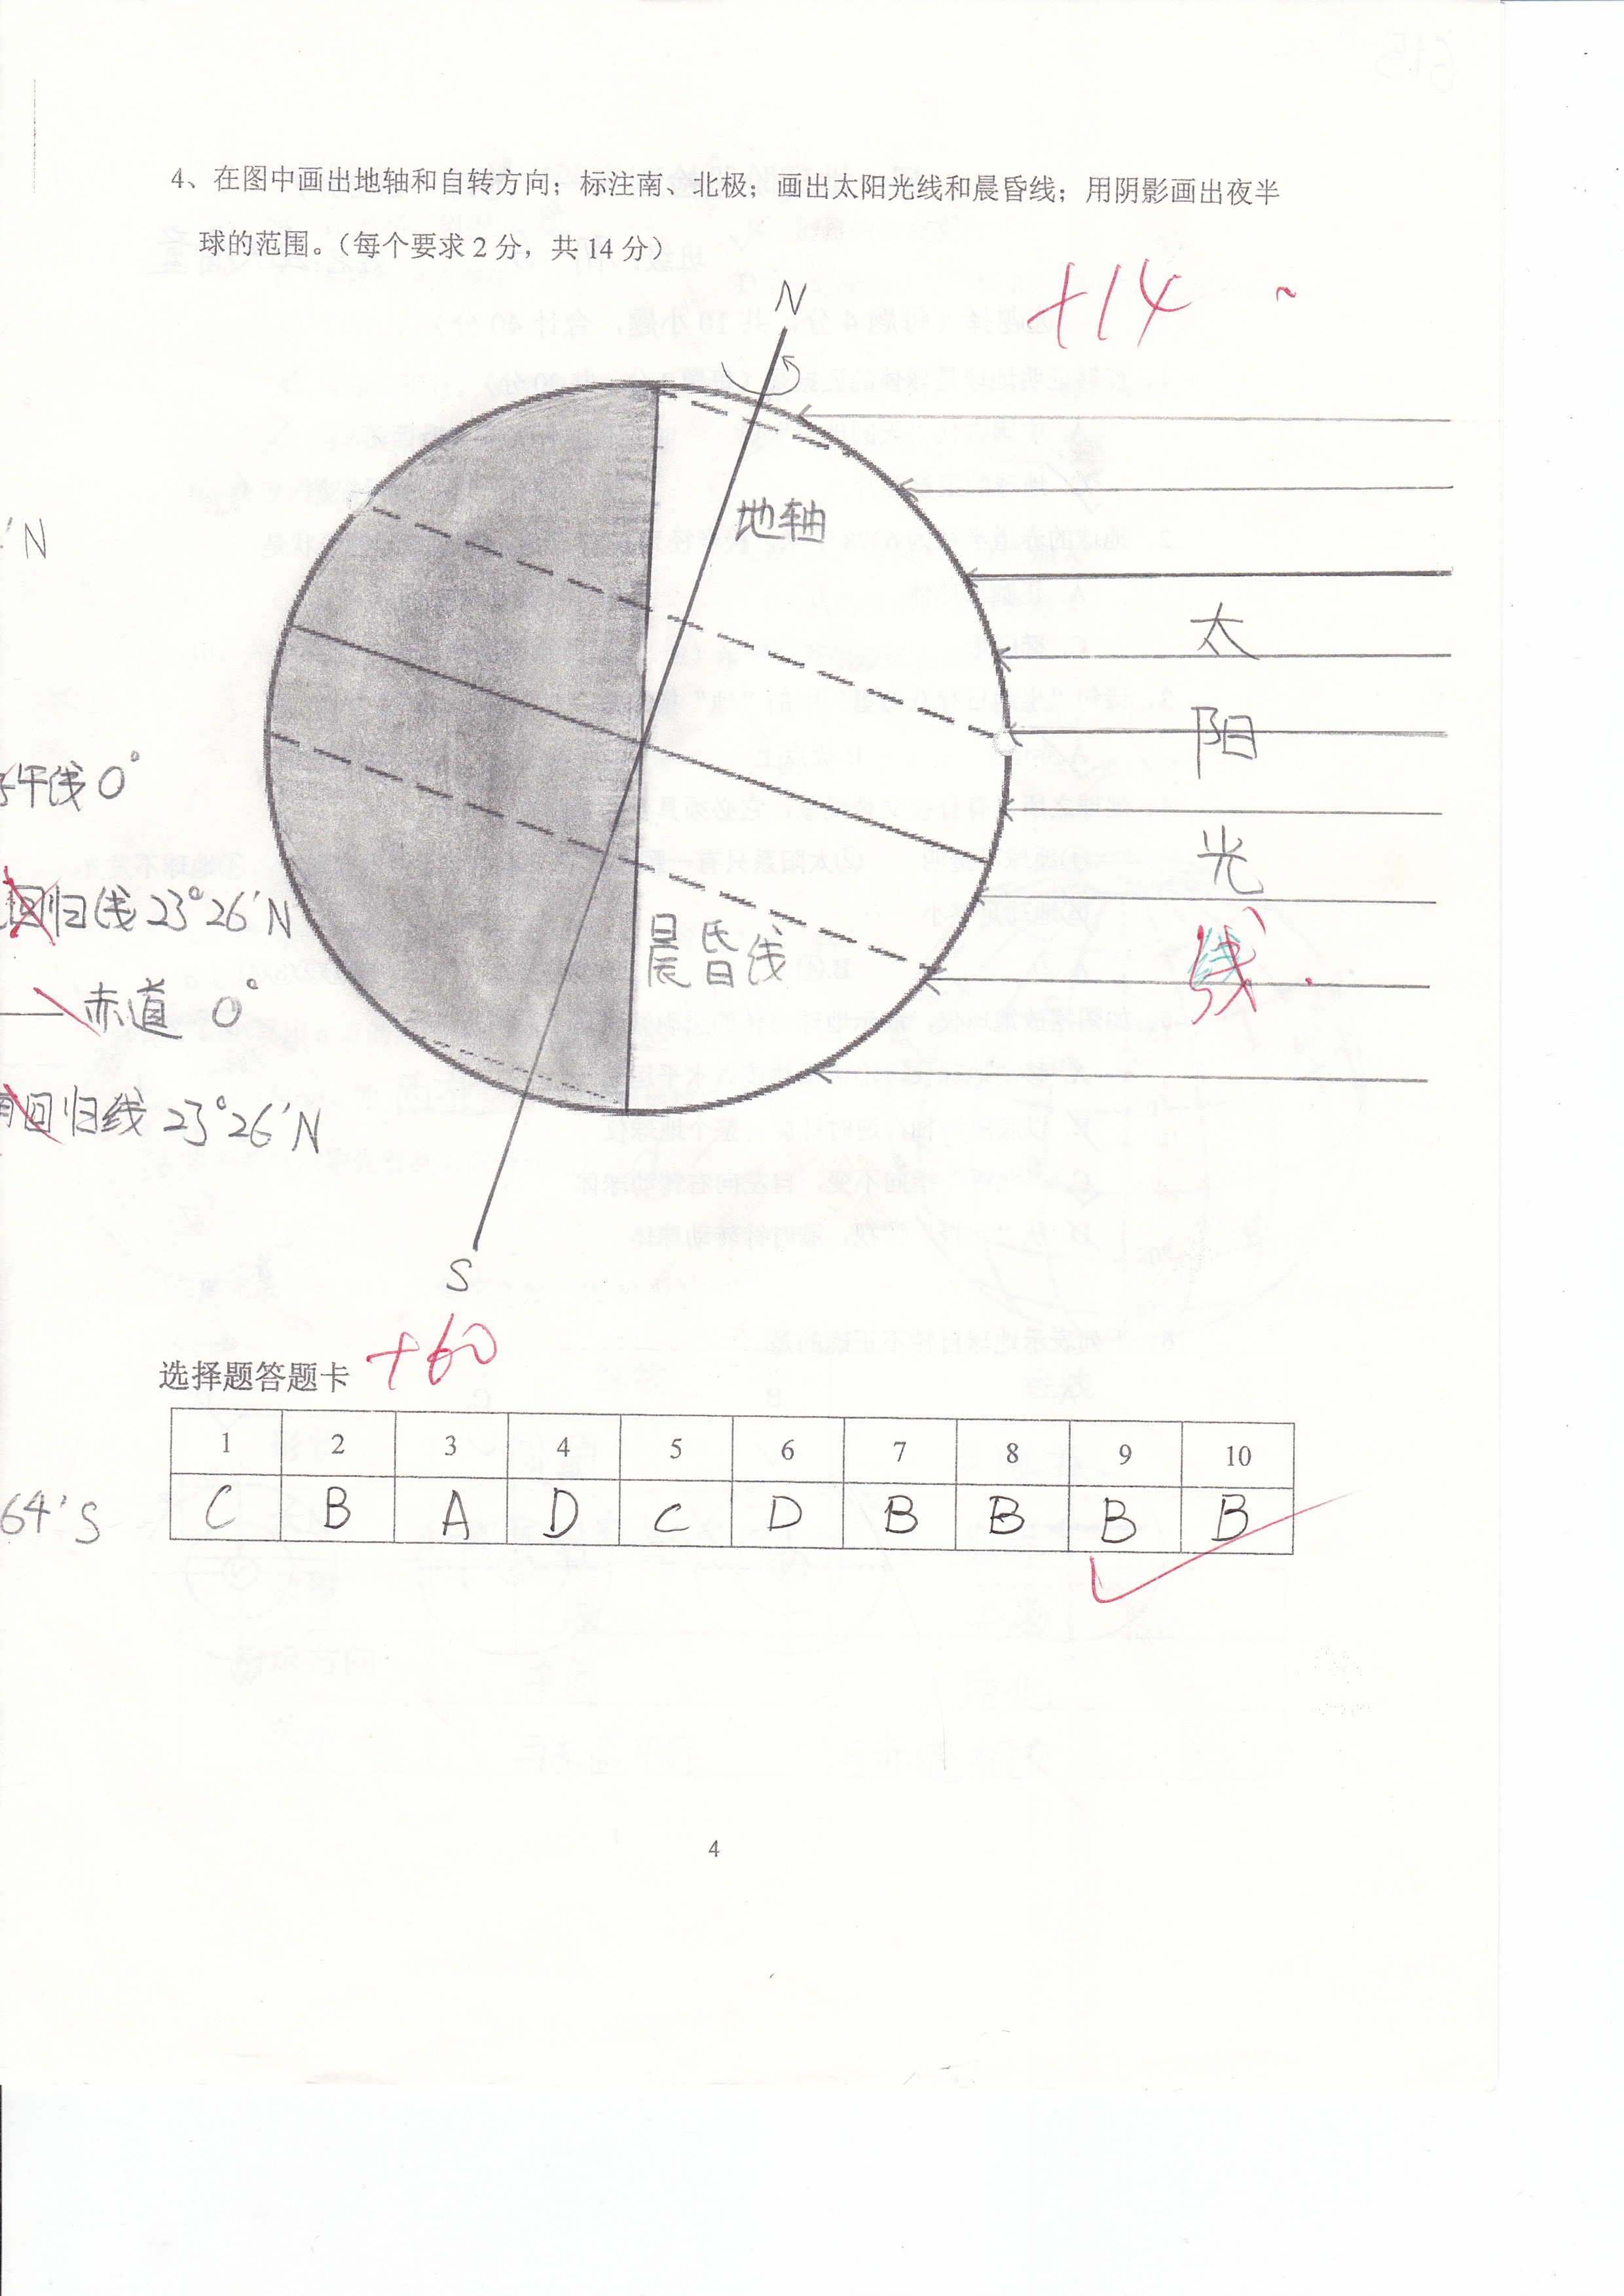 4、在图中画出地轴和自转方向；标注南、北极；画出太阳光线和晨昏线；用阴影画出夜半
球的范围。（每个要求2分，共14分）
+14
N
地轴
'N
太
阳
光
线
午线 0°
回归线 23°26'N
晨昏线
赤道 0°
回归线 23°26'N
S
选择题答题卡 +60
1 2 3 4 5 6 7 8 9 10
C B A D C D B B B B
64'S
4